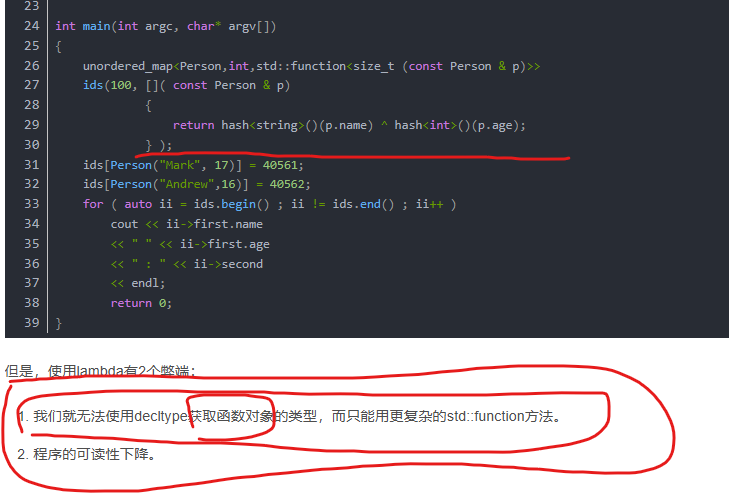 23
24 int main(int argc, char* argv[])
25 {
26 unordered_map<Person,int,std::function<size_t (const Person & p)>>
27 ids(100, []( const Person & p)
28 {
29 return hash<string>()(p.name) ^ hash<int>()(p.age);
30 } );
31 ids[Person("Mark", 17)] = 40561;
32 ids[Person("Andrew",16)] = 40562;
33 for ( auto ii = ids.begin() ; ii != ids.end() ; ii++ )
34 cout << ii->first.name
35 << " " << ii->first.age
36 << " : " << ii->second
37 << endl;
38 return 0;
39 }
但是，使用lambda有2个弊端：
1. 我们就无法使用decltype获取函数对象的类型，而只能用更复杂的std::function方法。
2. 程序的可读性下降。